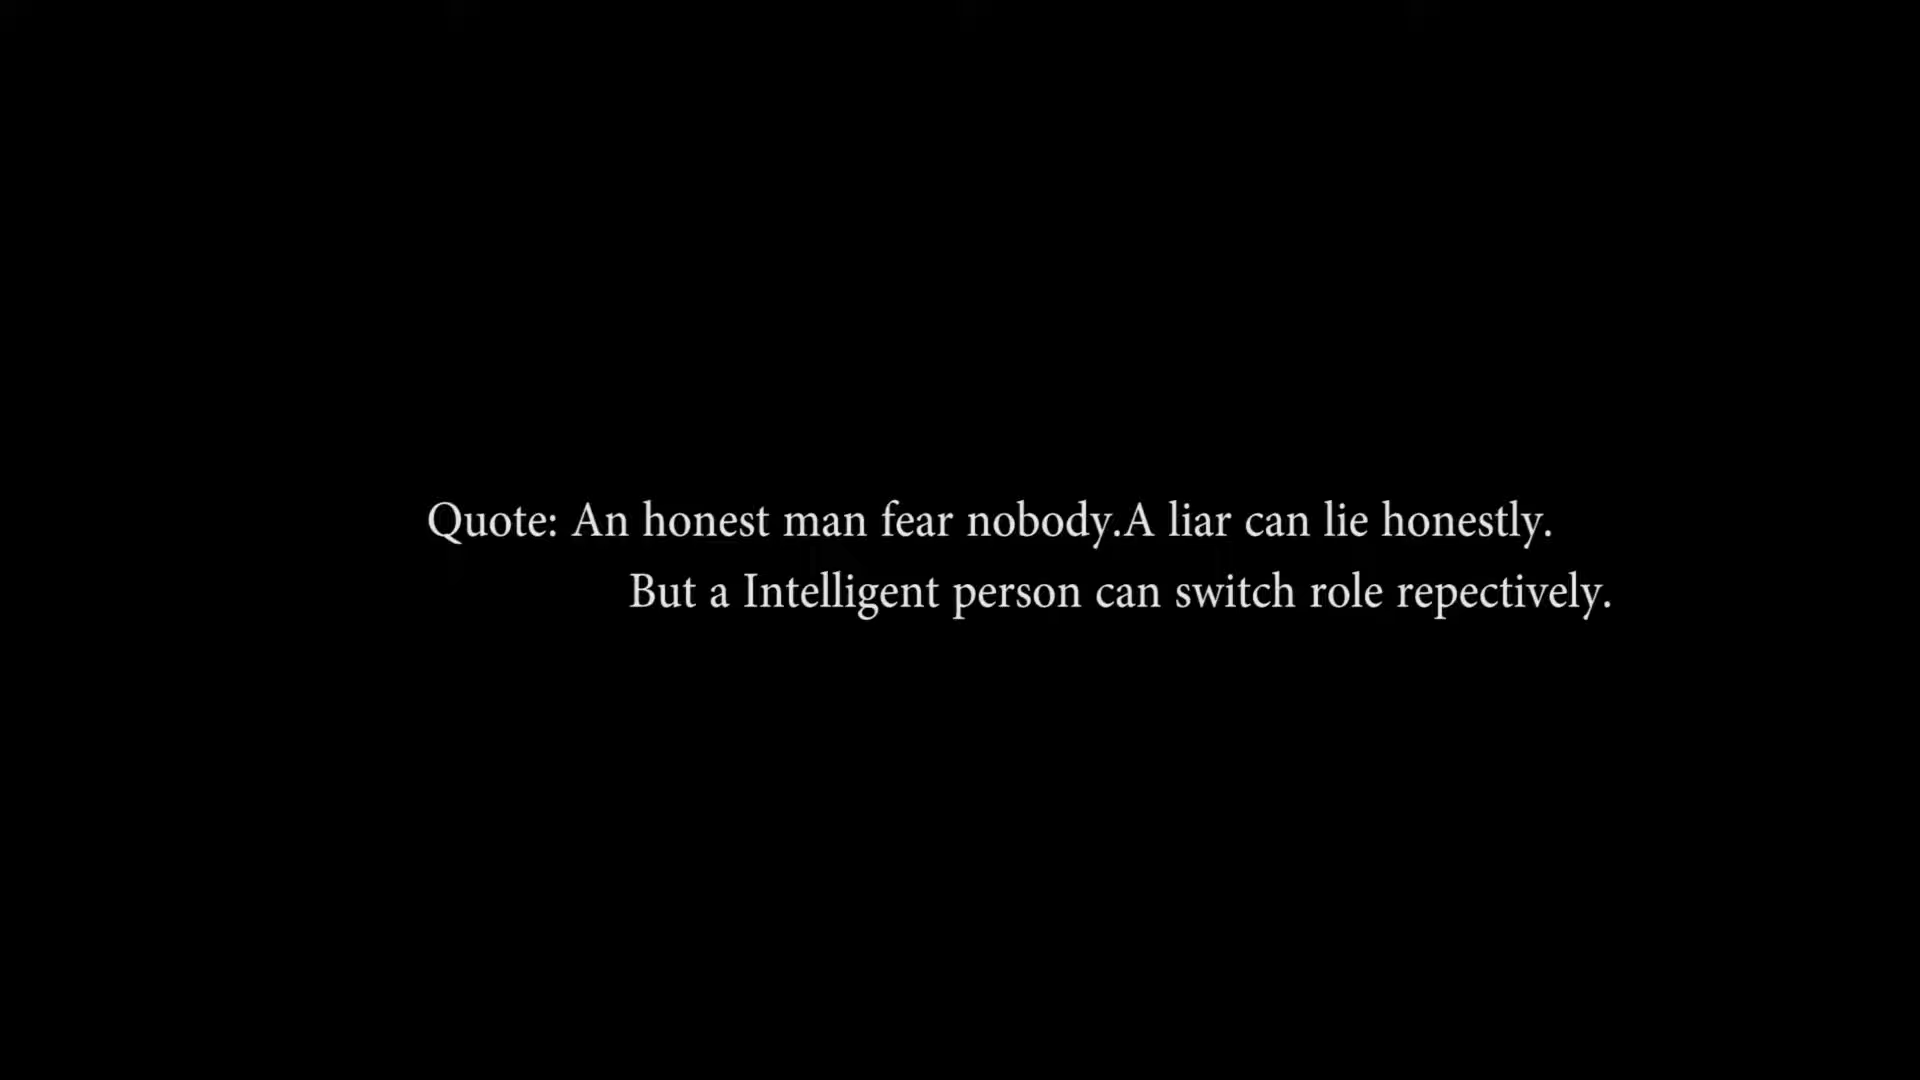 Quote: An honest man fear nobody.A liar can lie honestly.
But a Intelligent person can switch role repectively.